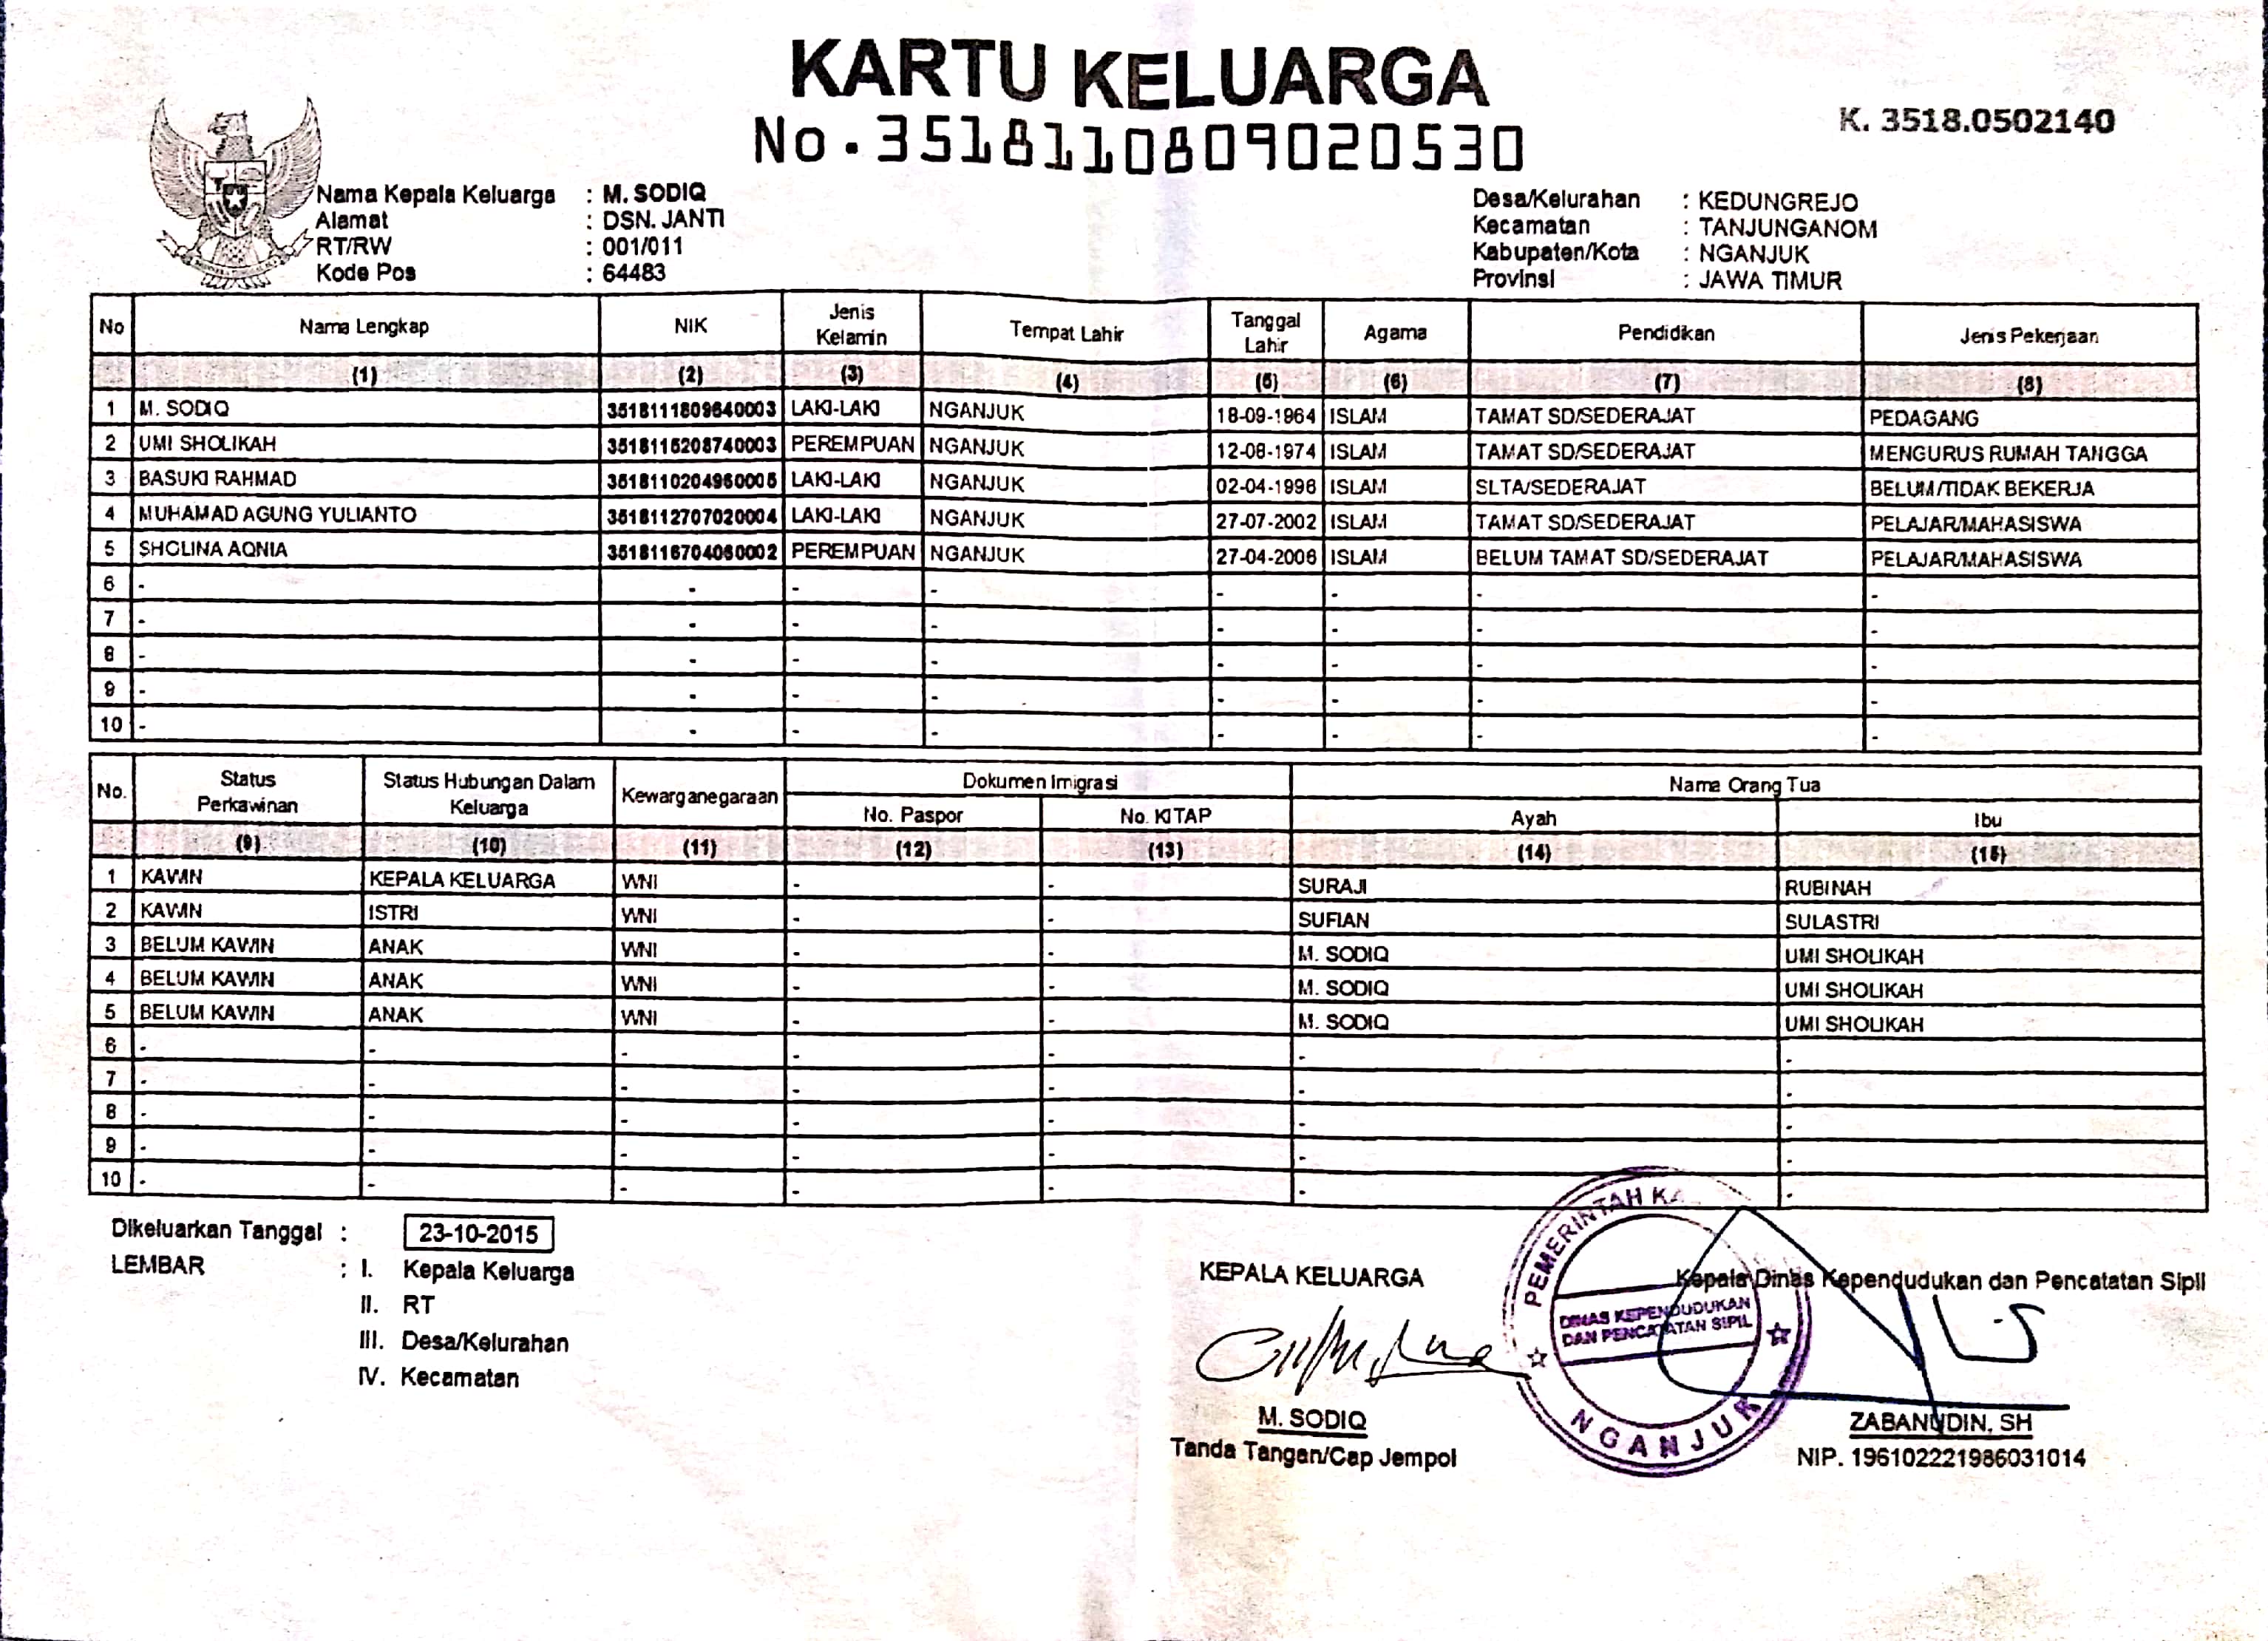 KARTU KELUARGA
No. 3518110809020530
K. 3518.0502140
Nama Kepala Keluarga : M. SODIQ
Alamat : DSN. JANTI
RT/RW : 001/011
Kode Pos : 64483
Desa/Kelurahan : KEDUNGREJO
Kecamatan : TANJUNGANOM
Kabupaten/Kota : NGANJUK
Provinsi : JAWA TIMUR
No Nama Lengkap NIK Jenis Kelamin Tempat Lahir Tanggal Lahir Agama Pendidikan Jenis Pekerjaan
(1) (2) (3) (4) (5) (6) (7) (8)
1 M. SODIQ 3518111809640003 LAKI-LAKI NGANJUK 18-09-1964 ISLAM TAMAT SD/SEDERAJAT PEDAGANG
2 UMI SHOLIKAH 3518115208740003 PEREMPUAN NGANJUK 12-08-1974 ISLAM TAMAT SD/SEDERAJAT MENGURUS RUMAH TANGGA
3 BASUKI RAHMAD LAKI-LAKI NGANJUK ISLAM SLTA/SEDERAJAT BELUM/TIDAK BEKERJA
4 MUHAMAD AGUNG YULIANTO 3518112707020004 LAKI-LAKI NGANJUK 27-07-2002 ISLAM TAMAT SD/SEDERAJAT PELAJAR/MAHASISWA
5 SHOLINA AQNIA 3518116704060002 PEREMPUAN NGANJUK 27-04-2006 ISLAM BELUM TAMAT SD/SEDERAJAT PELAJAR/MAHASISWA
6 - - - - - - - -
7 - - - - - - - -
8 - - - - - - - -
9 - - - - - - - -
10 - - - - - - - -
No. Status Perkawinan Status Hubungan Dalam Keluarga Kewarganegaraan Dokumen Imigrasi Nama Orang Tua
No. Paspor No. KITAP Ayah Ibu
(9) (10) (11) (12) (13) (14) (15)
1 KAWIN KEPALA KELUARGA WNI - - SURAJI RUBINAH
2 KAWIN ISTRI WNI - - SUFIAN SULASTRI
3 BELUM KAWIN ANAK WNI - - M. SODIQ UMI SHOLIKAH
4 BELUM KAWIN ANAK WNI - - M. SODIQ UMI SHOLIKAH
5 BELUM KAWIN ANAK WNI - - M. SODIQ UMI SHOLIKAH
6 - - - - - - -
7 - - - - - - -
8 - - - - - - -
9 - - - - - - -
10 - - - - - - -
Dikeluarkan Tanggal : 23-10-2015
LEMBAR : I. Kepala Keluarga
II. RT
III. Desa/Kelurahan
IV. Kecamatan
KEPALA KELUARGA
M. SODIQ
Tanda Tangan/Cap Jempol
PEMERINTAH
DINAS KEPENDUDUKAN
DAN PENCATATAN SIPIL
NGANJUK
Kepala Dinas Kependudukan dan Pencatatan Sipil
ZABANUDIN, SH
NIP. 196102221986031014